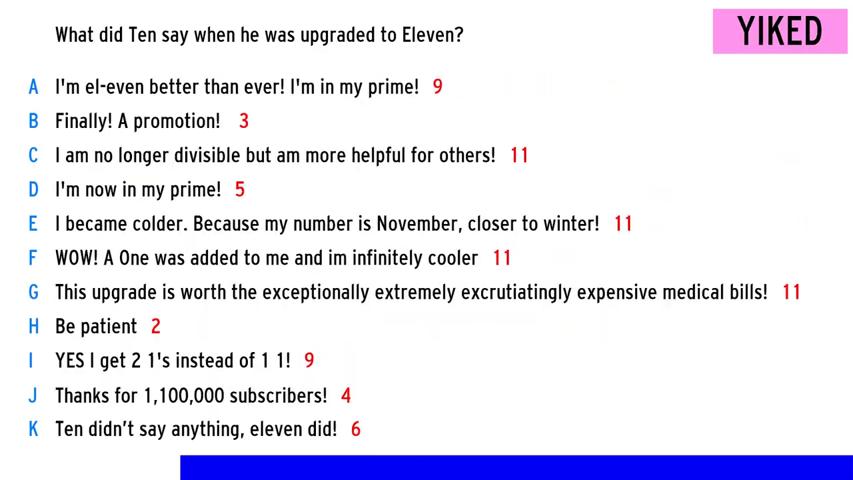 What did Ten say when he was upgraded to Eleven?
YIKED
A I'm el-even better than ever! I'm in my prime! 9
B Finally! A promotion! 3
C I am no longer divisible but am more helpful for others! 11
D I'm now in my prime! 5
E I became colder. Because my number is November, closer to winter! 11
F WOW! A One was added to me and im infinitely cooler 11
G This upgrade is worth the exceptionally extremely excrutiatingly expensive medical bills! 11
H Be patient 2
I YES I get 2 1's instead of 1 1! 9
J Thanks for 1,100,000 subscribers! 4
K Ten didn't say anything, eleven did! 6